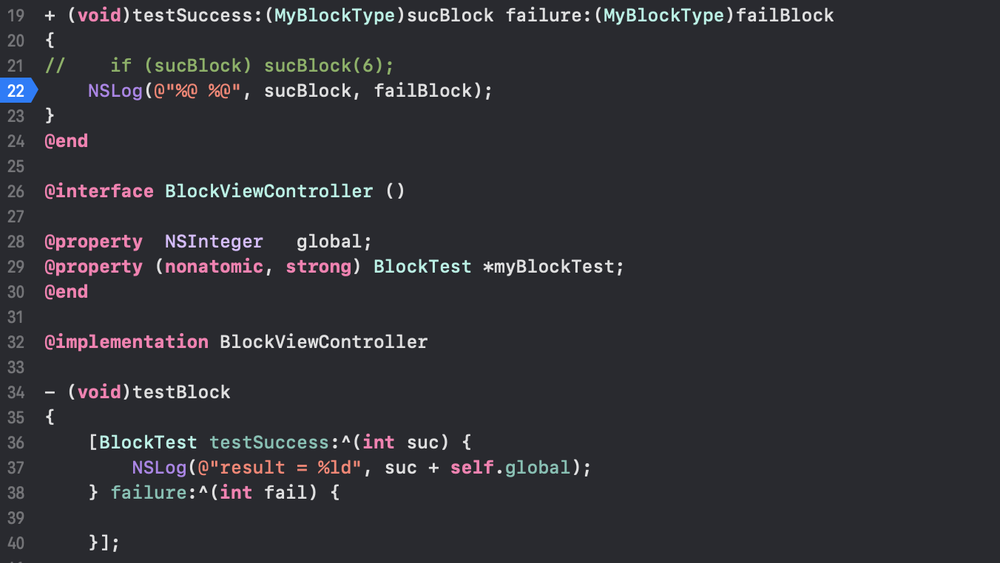 19 + (void)testSuccess:(MyBlockType)sucBlock failure:(MyBlockType)failBlock
20 {
21 //    if (sucBlock) sucBlock(6);
22     NSLog(@"%@ %@", sucBlock, failBlock);
23 }
24 @end
25
26 @interface BlockViewController ()
27
28 @property  NSInteger   global;
29 @property (nonatomic, strong) BlockTest *myBlockTest;
30 @end
31
32 @implementation BlockViewController
33
34 - (void)testBlock
35 {
36     [BlockTest testSuccess:^(int suc) {
37         NSLog(@"result = %ld", suc + self.global);
38     } failure:^(int fail) {
39
40     }];